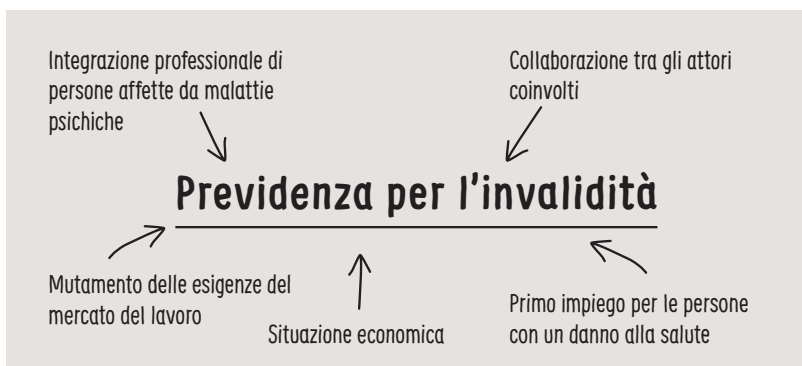 Integrazione professionale di
persone affette da malattie
psichiche
Collaborazione tra gli attori
coinvolti
Previdenza per l'invalidità
Mutamento delle esigenze del
mercato del lavoro
Situazione economica
Primo impiego per le persone
con un danno alla salute